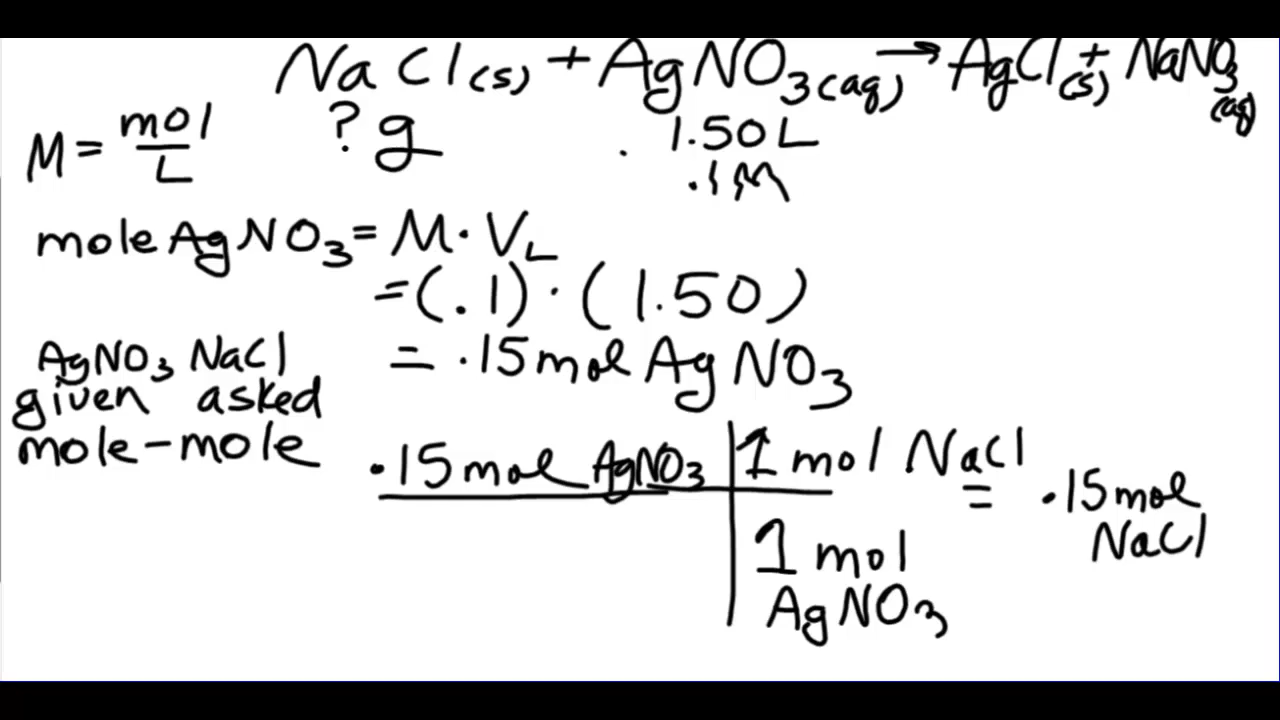 NaCl(s) + AgNO3(aq) → AgCl(s) + NaNO3(aq)
M = mol/L
? g
1.50 L
.1 M
mole AgNO3 = M · VL
= (.1) · (1.50)
= .15 mol AgNO3
AgNO3 NaCl
given asked
mole - mole
.15 mol AgNO3
1 mol NaCl
1 mol
AgNO3
= .15 mol
NaCl